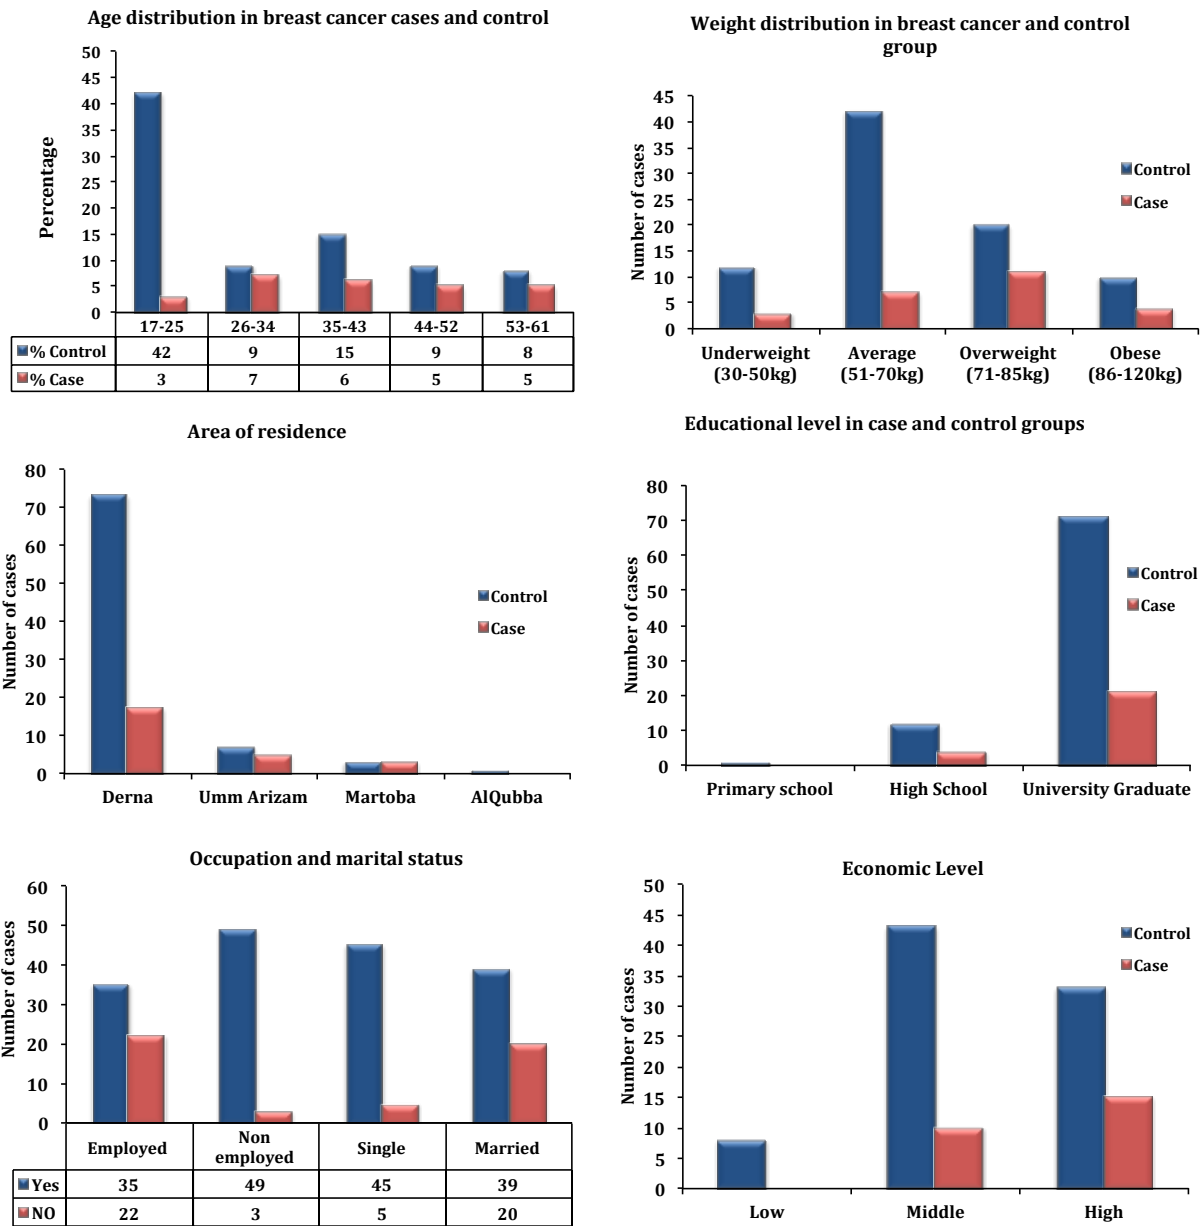 Age distribution in breast cancer cases and control
50
45
40
35
30
25
20
15
10
5
0
Percentage
17-25 26-34 35-43 44-52 53-61
% Control 42 9 15 9 8
% Case 3 7 6 5 5
Weight distribution in breast cancer and control
group
45
40
35
30
25
20
15
10
5
0
Number of cases
Control
Case
Underweight Average Overweight Obese
(30-50kg) (51-70kg) (71-85kg) (86-120kg)
Area of residence
80
70
60
50
40
30
20
10
0
Number of cases
Control
Case
Derna Umm Arizam Martoba AlQubba
Educational level in case and control groups
80
70
60
50
40
30
20
10
0
Number of cases
Control
Case
Primary school High School University Graduate
Occupation and marital status
60
50
40
30
20
10
0
Number of cases
Employed Non employed Single Married
Yes 35 49 45 39
NO 22 3 5 20
Economic Level
50
45
40
35
30
25
20
15
10
5
0
Number of cases
Control
Case
Low Middle High